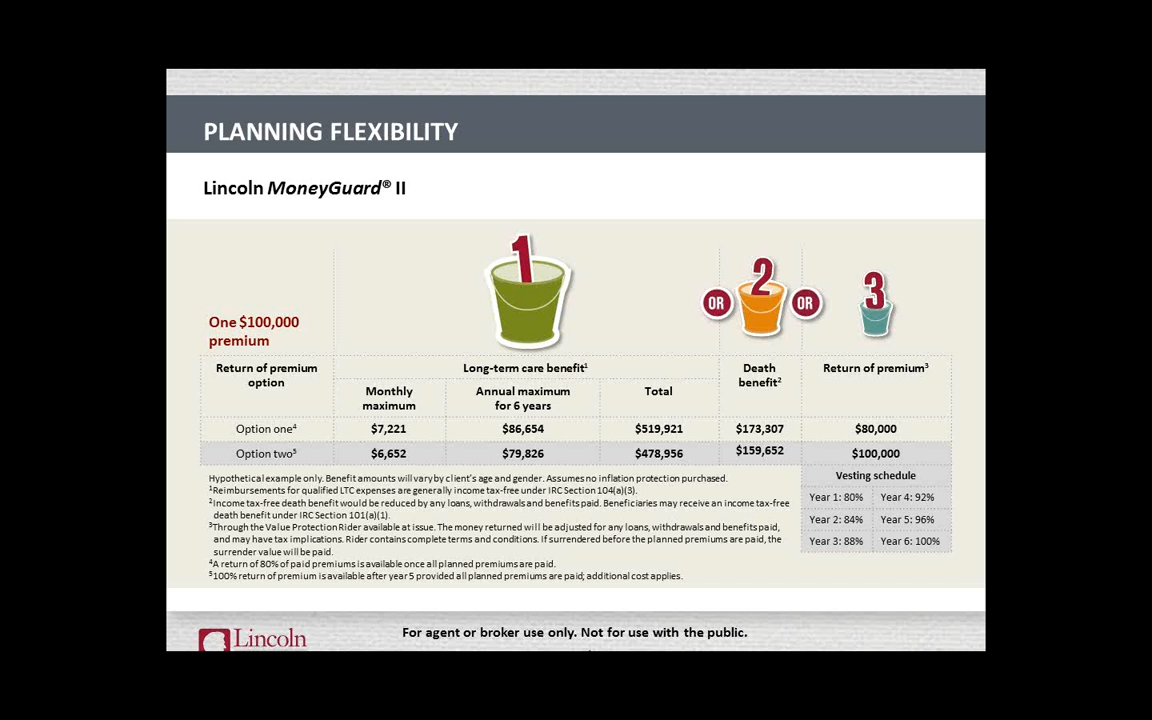 PLANNING FLEXIBILITY
Lincoln MoneyGuard® II
1
OR
2
OR
3
One $100,000
premium
Return of premium
option
Long-term care benefit¹
Death
benefit²
Return of premium³
Monthly
maximum
Annual maximum
for 6 years
Total
Option one⁴ $7,221 $86,654 $519,921 $173,307 $80,000
Option two⁵ $6,652 $79,826 $478,956 $159,652 $100,000
Vesting schedule
Year 1: 80% Year 4: 92%
Year 2: 84% Year 5: 96%
Year 3: 88% Year 6: 100%
Hypothetical example only. Benefit amounts will vary by client's age and gender. Assumes no inflation protection purchased.
¹Reimbursements for qualified LTC expenses are generally income tax-free under IRC Section 104(a)(3).
²Income tax-free death benefit would be reduced by any loans, withdrawals and benefits paid. Beneficiaries may receive an income tax-free
death benefit under IRC Section 101(a)(1).
³Through the Value Protection Rider available at issue. The money returned will be adjusted for any loans, withdrawals and benefits paid,
and may have tax implications. Rider contains complete terms and conditions. If surrendered before the planned premiums are paid, the
surrender value will be paid.
⁴A return of 80% of paid premiums is available once all planned premiums are paid.
⁵100% return of premium is available after year 5 provided all planned premiums are paid; additional cost applies.
Lincoln
For agent or broker use only. Not for use with the public.